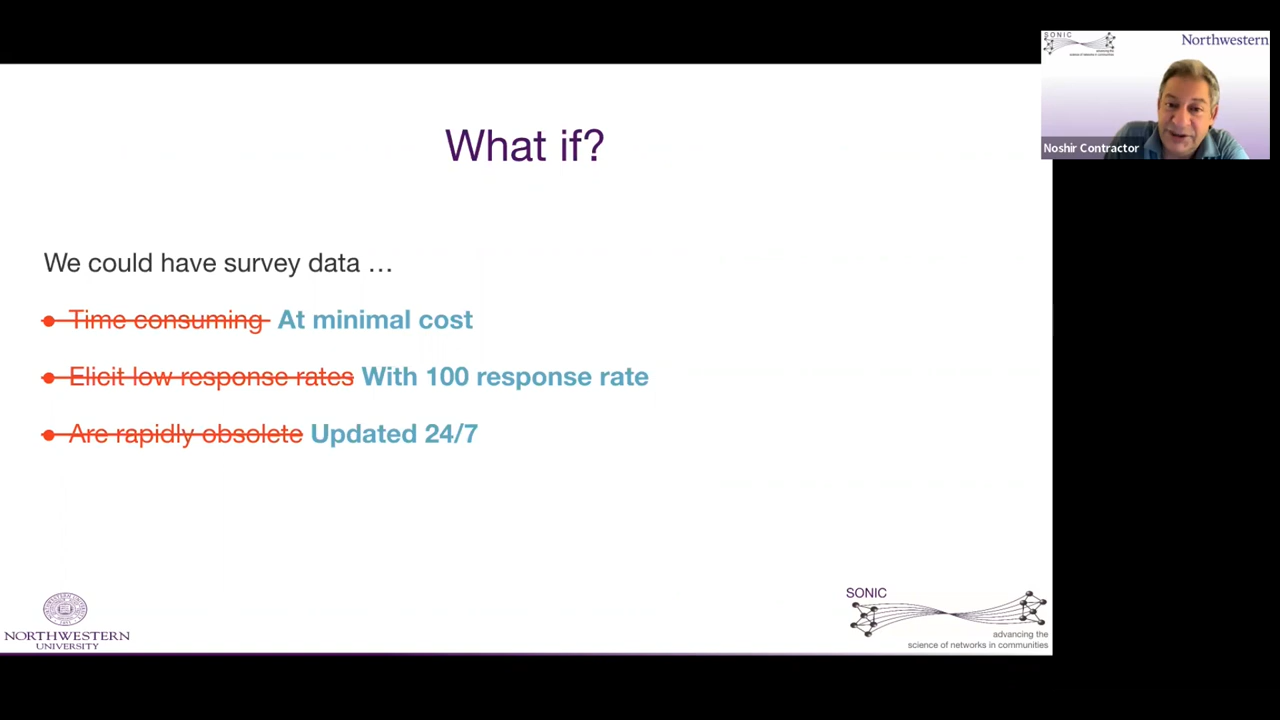 What if?
We could have survey data …
• Time consuming At minimal cost
• Elicit low response rates With 100 response rate
• Are rapidly obsolete Updated 24/7
NORTHWESTERN
UNIVERSITY
SONIC
advancing the
science of networks in communities
SONIC
Northwestern
Noshir Contractor